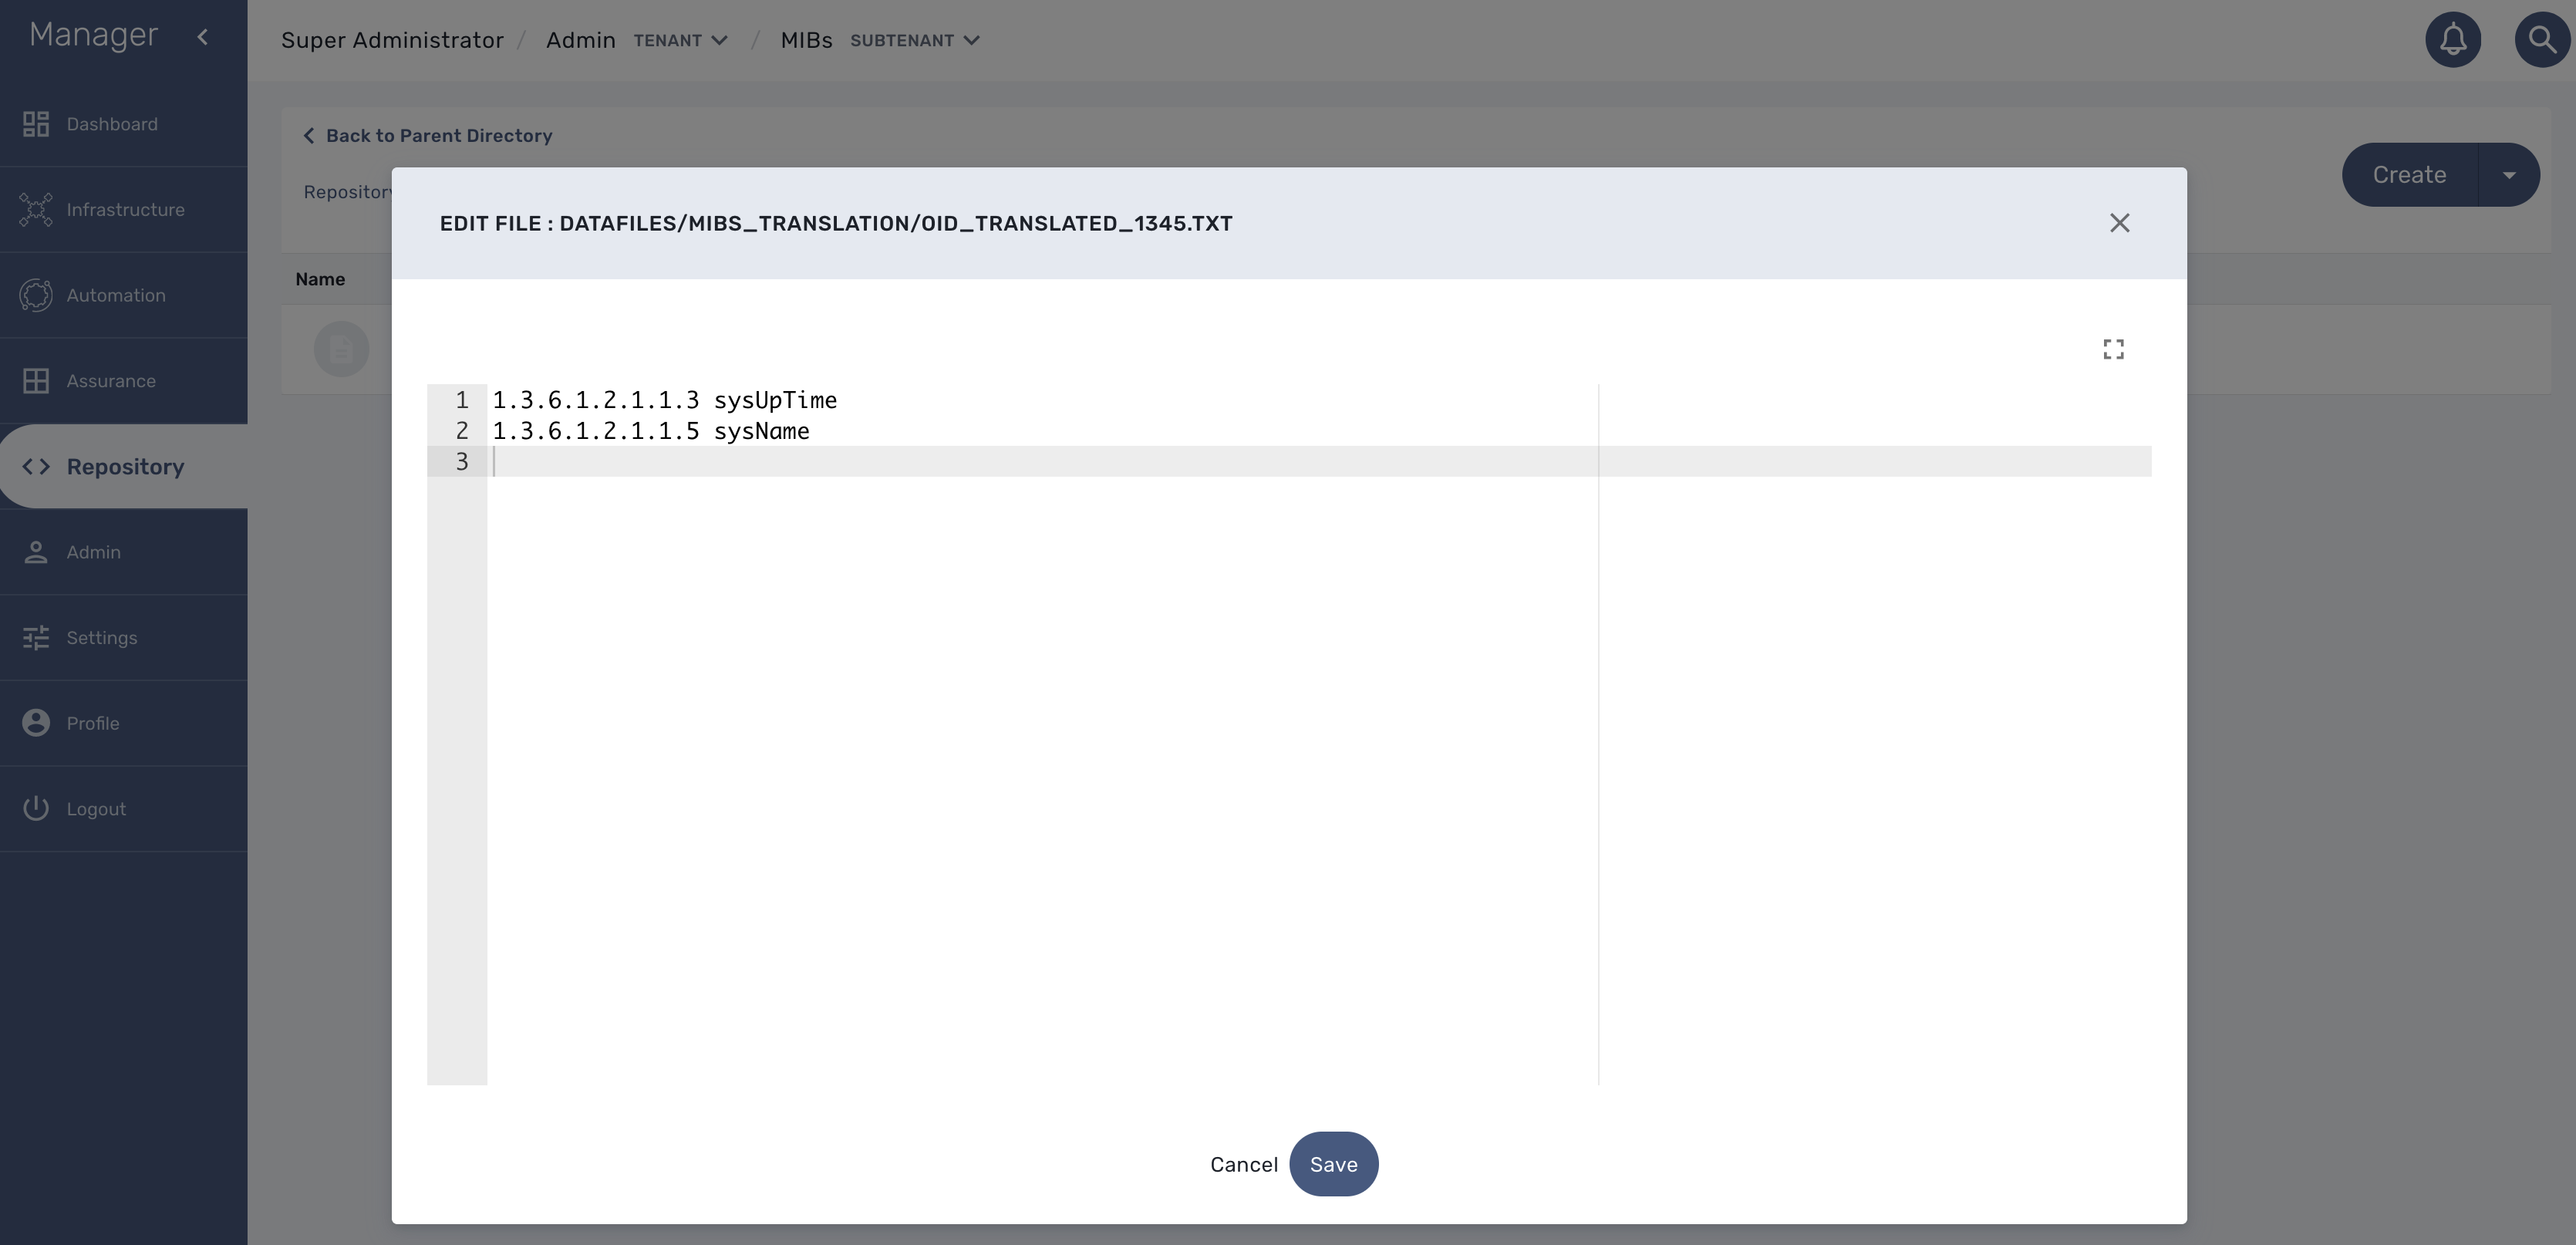 Manager
Super Administrator / Admin TENANT / MIBs SUBTENANT
Dashboard
Infrastructure
Automation
Assurance
Repository
Admin
Settings
Profile
Logout
Back to Parent Directory
Repository
Create
Name
EDIT FILE : DATAFILES/MIBS_TRANSLATION/OID_TRANSLATED_1345.TXT
1 1.3.6.1.2.1.1.3 sysUpTime
2 1.3.6.1.2.1.1.5 sysName
3
Cancel Save